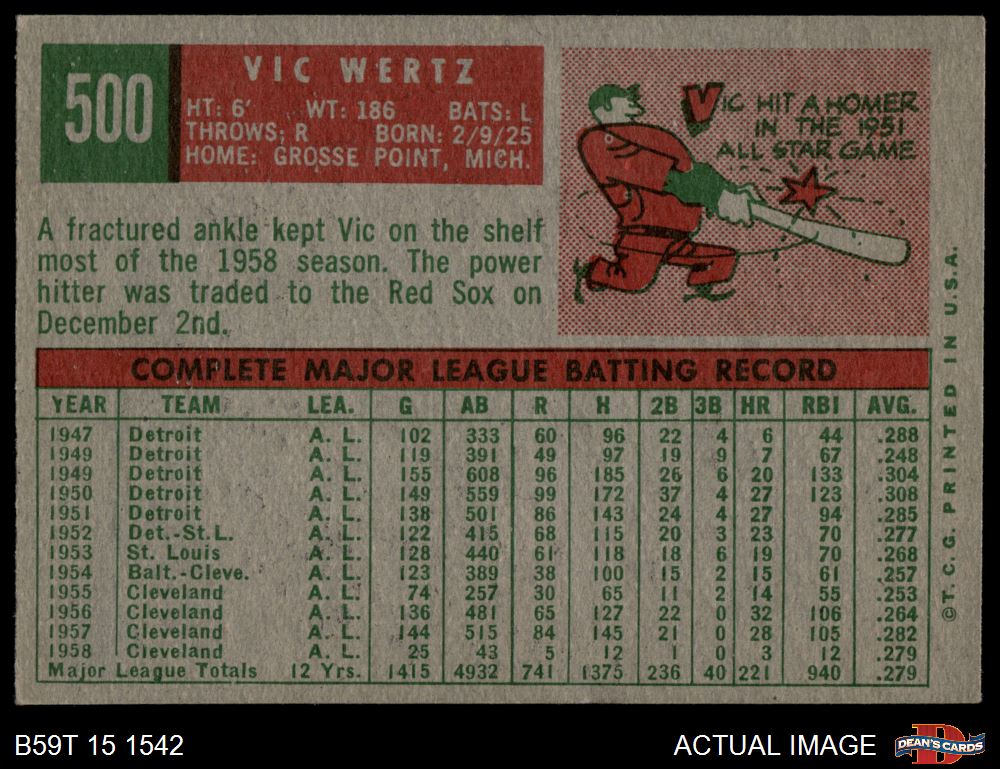 500
VIC WERTZ
HT: 6' WT: 186 BATS: L
THROWS: R BORN: 2/9/25
HOME: GROSSE POINT, MICH.
VIC HIT A HOMER
IN THE 1951
ALL STAR GAME
A fractured ankle kept Vic on the shelf
most of the 1958 season. The power
hitter was traded to the Red Sox on
December 2nd.
COMPLETE MAJOR LEAGUE BATTING RECORD
YEAR TEAM LEA. G AB R H 2B 3B HR RBI AVG.
1947 Detroit A. L. 102 333 60 96 22 4 6 44 .288
1949 Detroit A. L. 119 391 49 97 19 9 7 67 .248
1949 Detroit A. L. 155 608 96 185 26 6 20 133 .304
1950 Detroit A. L. 149 559 99 172 37 4 27 123 .308
1951 Detroit A. L. 138 501 86 143 24 4 27 94 .285
1952 Det.-St.L. A. L. 122 415 68 115 20 3 23 70 .277
1953 St. Louis A. L. 128 440 61 118 18 6 19 70 .268
1954 Balt.-Cleve. A. L. 123 389 38 100 15 2 15 61 .257
1955 Cleveland A. L. 74 257 30 65 11 2 14 55 .253
1956 Cleveland A. L. 136 481 65 127 22 0 32 106 .264
1957 Cleveland A. L. 144 515 84 145 21 0 28 105 .282
1958 Cleveland A. L. 25 43 5 12 1 0 3 12 .279
Major League Totals 12 Yrs. 1415 4932 741 1375 236 40 221 940 .279
©T.C.G. PRINTED IN U.S.A.
B59T 15 1542
ACTUAL IMAGE
D
DEAN'S CARDS